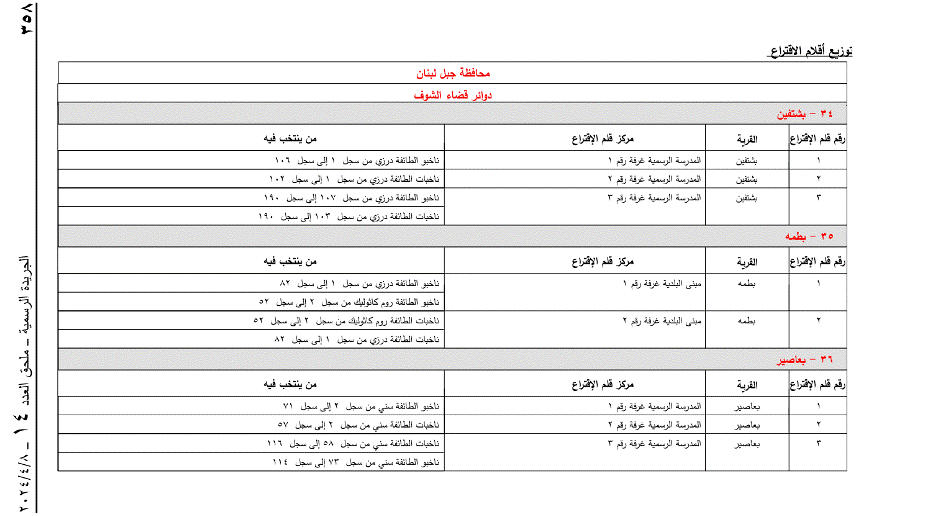 ٣٥٨
الجريدة الرسمية – ملحق العدد ١٤ – ٢٠٢٤/٤/٨
توزيع أقلام الاقتراع
محافظة جبل لبنان
دوائر قضاء الشوف
٣٤ - بشتفين
رقم قلم الإقتراع القرية مركز قلم الإقتراع من ينتخب فيه
١ بشتفين المدرسة الرسمية غرفة رقم ١ ناخبو الطائفة درزي من سجل ١ إلى سجل ١٠٦
٢ بشتفين المدرسة الرسمية غرفة رقم ٢ ناخبات الطائفة درزي من سجل ١ إلى سجل ١٠٢
٣ بشتفين المدرسة الرسمية غرفة رقم ٣ ناخبو الطائفة درزي من سجل ١٠٧ إلى سجل ١٩٠
ناخبات الطائفة درزي من سجل ١٠٣ إلى سجل ١٩٠
٣٥ - بطمه
رقم قلم الإقتراع القرية مركز قلم الإقتراع من ينتخب فيه
١ بطمه مبنى البلدية غرفة رقم ١ ناخبو الطائفة درزي من سجل ١ إلى سجل ٨٢
ناخبو الطائفة روم كاثوليك من سجل ٢ إلى سجل ٥٢
٢ بطمه مبنى البلدية غرفة رقم ٢ ناخبات الطائفة روم كاثوليك من سجل ٢ إلى سجل ٥٢
ناخبات الطائفة درزي من سجل ١ إلى سجل ٨٢
٣٦ - بعاصير
رقم قلم الإقتراع القرية مركز قلم الإقتراع من ينتخب فيه
١ بعاصير المدرسة الرسمية غرفة رقم ١ ناخبو الطائفة سني من سجل ٢ إلى سجل ٧١
٢ بعاصير المدرسة الرسمية غرفة رقم ٢ ناخبات الطائفة سني من سجل ٢ إلى سجل ٥٧
٣ بعاصير المدرسة الرسمية غرفة رقم ٣ ناخبات الطائفة سني من سجل ٥٨ إلى سجل ١١٦
ناخبو الطائفة سني من سجل ٧٣ إلى سجل ١١٤